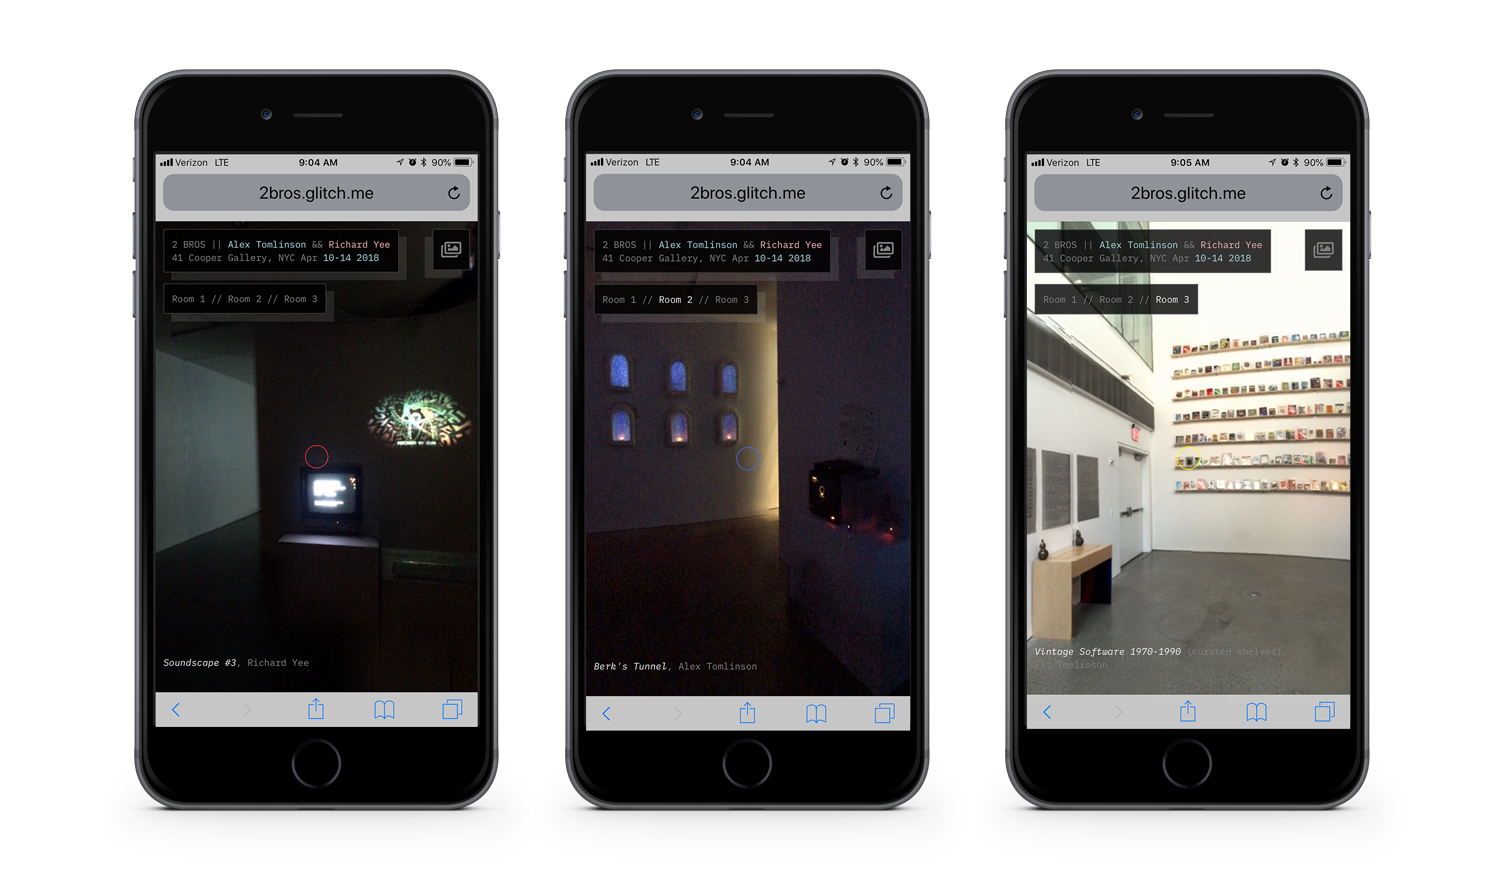 Verizon LTE 9:04 AM 90%
2bros.glitch.me
2 BROS || Alex Tomlinson && Richard Yee
41 Cooper Gallery, NYC Apr 10-14 2018
Room 1 // Room 2 // Room 3
Soundscape #3, Richard Yee
Verizon LTE 9:04 AM 90%
2bros.glitch.me
2 BROS || Alex Tomlinson && Richard Yee
41 Cooper Gallery, NYC Apr 10-14 2018
Room 1 // Room 2 // Room 3
Berk's Tunnel, Alex Tomlinson
Verizon LTE 9:05 AM 90%
2bros.glitch.me
2 BROS || Alex Tomlinson && Richard Yee
41 Cooper Gallery, NYC Apr 10-14 2018
Room 1 // Room 2 // Room 3
Vintage Software 1970-1990 (curated shelves),
Tomlinson